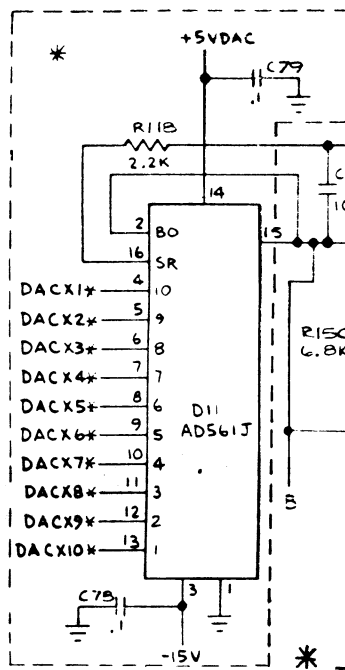 *
+5VDAC
C79
.1
R118
2.2K
C
10
14
2 BO
15
16 SR
DACX1* 4 10
DACX2* 5 9
DACX3* 6 8
DACX4* 7 7
DACX5* 8 6
DACX6* 9 5
DACX7* 10 4
DACX8* 11 3
DACX9* 12 2
DACX10* 13 1
D11
AD561J
R150
6.8K
B
3
1
C78
.1
-15V
*